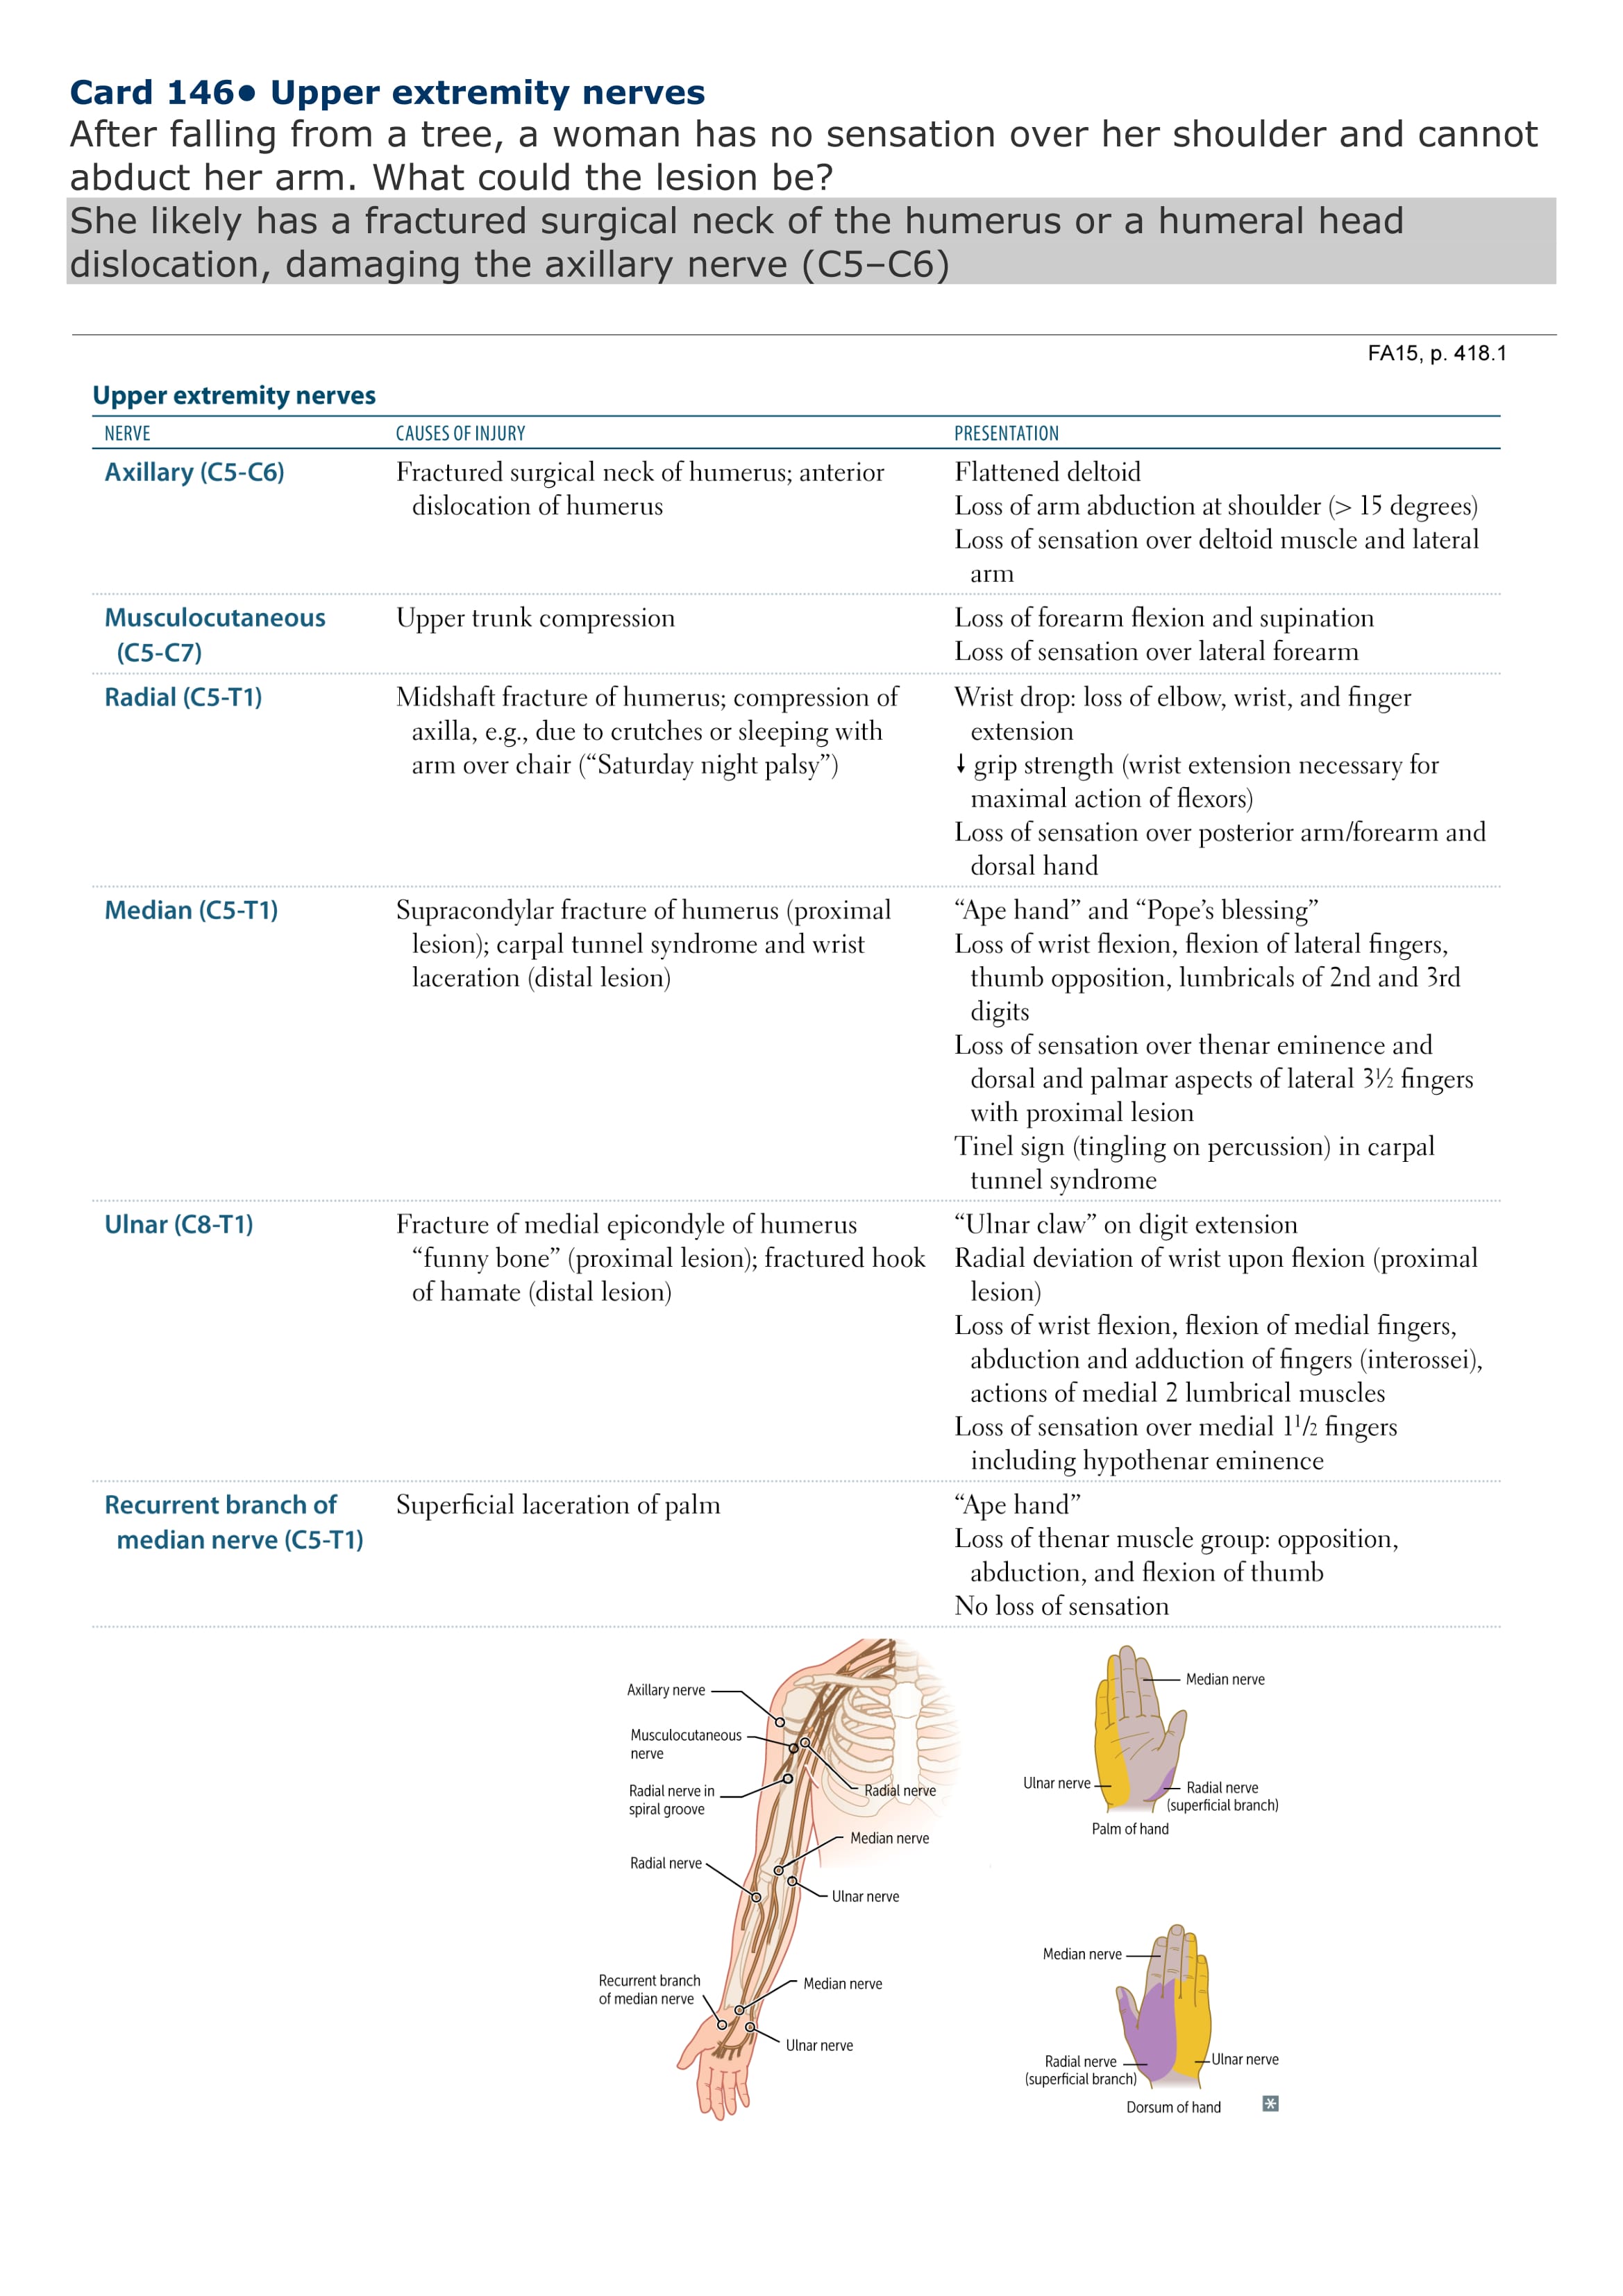 Card 146● Upper extremity nerves
After falling from a tree, a woman has no sensation over her shoulder and cannot
abduct her arm. What could the lesion be?
She likely has a fractured surgical neck of the humerus or a humeral head
dislocation, damaging the axillary nerve (C5–C6)
FA15, p. 418.1
Upper extremity nerves
NERVE CAUSES OF INJURY PRESENTATION
Axillary (C5-C6)
Fractured surgical neck of humerus; anterior
dislocation of humerus
Flattened deltoid
Loss of arm abduction at shoulder (> 15 degrees)
Loss of sensation over deltoid muscle and lateral
arm
Musculocutaneous
(C5-C7)
Upper trunk compression
Loss of forearm flexion and supination
Loss of sensation over lateral forearm
Radial (C5-T1)
Midshaft fracture of humerus; compression of
axilla, e.g., due to crutches or sleeping with
arm over chair (“Saturday night palsy”)
Wrist drop: loss of elbow, wrist, and finger
extension
↓ grip strength (wrist extension necessary for
maximal action of flexors)
Loss of sensation over posterior arm/forearm and
dorsal hand
Median (C5-T1)
Supracondylar fracture of humerus (proximal
lesion); carpal tunnel syndrome and wrist
laceration (distal lesion)
“Ape hand” and “Pope’s blessing”
Loss of wrist flexion, flexion of lateral fingers,
thumb opposition, lumbricals of 2nd and 3rd
digits
Loss of sensation over thenar eminence and
dorsal and palmar aspects of lateral 3½ fingers
with proximal lesion
Tinel sign (tingling on percussion) in carpal
tunnel syndrome
Ulnar (C8-T1)
Fracture of medial epicondyle of humerus
“funny bone” (proximal lesion); fractured hook
of hamate (distal lesion)
“Ulnar claw” on digit extension
Radial deviation of wrist upon flexion (proximal
lesion)
Loss of wrist flexion, flexion of medial fingers,
abduction and adduction of fingers (interossei),
actions of medial 2 lumbrical muscles
Loss of sensation over medial 1½ fingers
including hypothenar eminence
Recurrent branch of
median nerve (C5-T1)
Superficial laceration of palm
“Ape hand”
Loss of thenar muscle group: opposition,
abduction, and flexion of thumb
No loss of sensation
Axillary nerve
Musculocutaneous
nerve
Radial nerve in
spiral groove
Radial nerve
Median nerve
Radial nerve
Ulnar nerve
Recurrent branch
of median nerve
Median nerve
Ulnar nerve
Median nerve
Ulnar nerve
Radial nerve
(superficial branch)
Palm of hand
Median nerve
Radial nerve
(superficial branch)
Ulnar nerve
Dorsum of hand